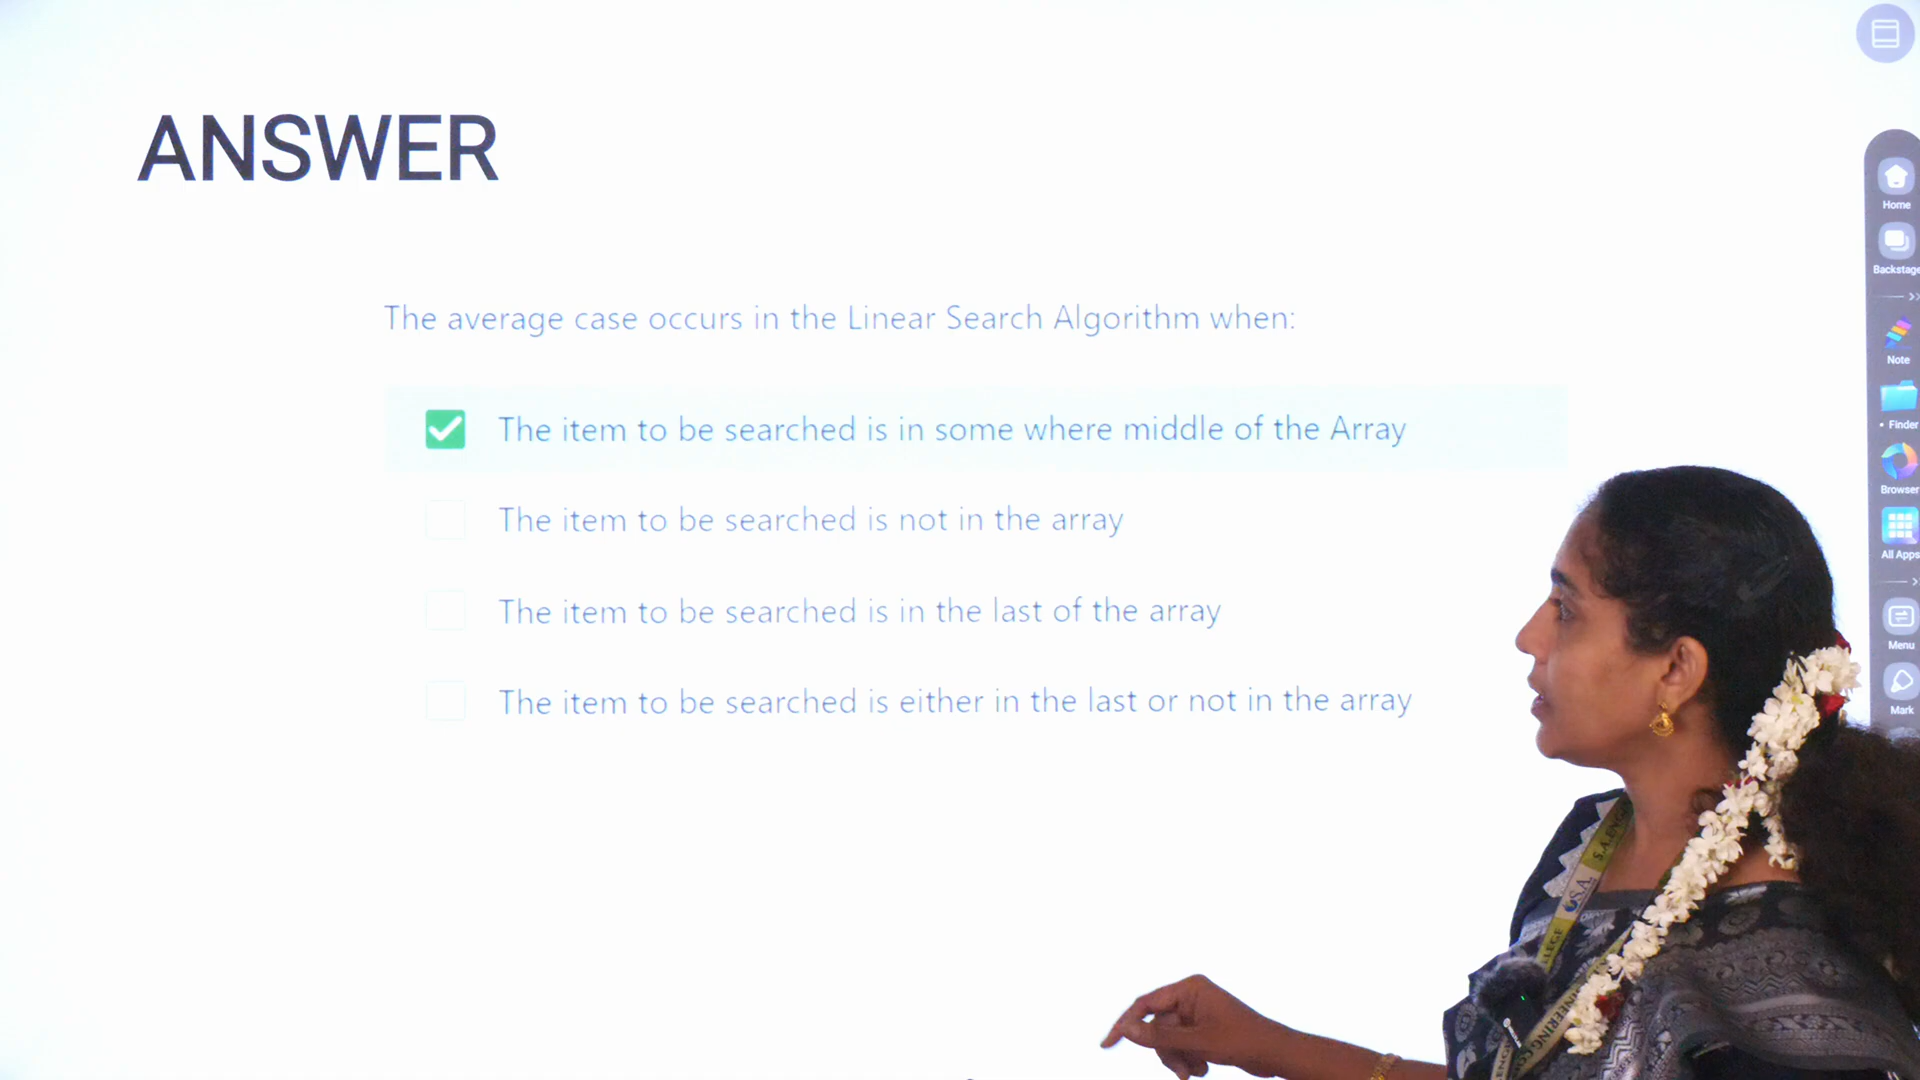 ANSWER
The average case occurs in the Linear Search Algorithm when:
The item to be searched is in some where middle of the Array
The item to be searched is not in the array
The item to be searched is in the last of the array
The item to be searched is either in the last or not in the array
Home
Backstage
Note
Finder
Browser
All Apps
Menu
Mark